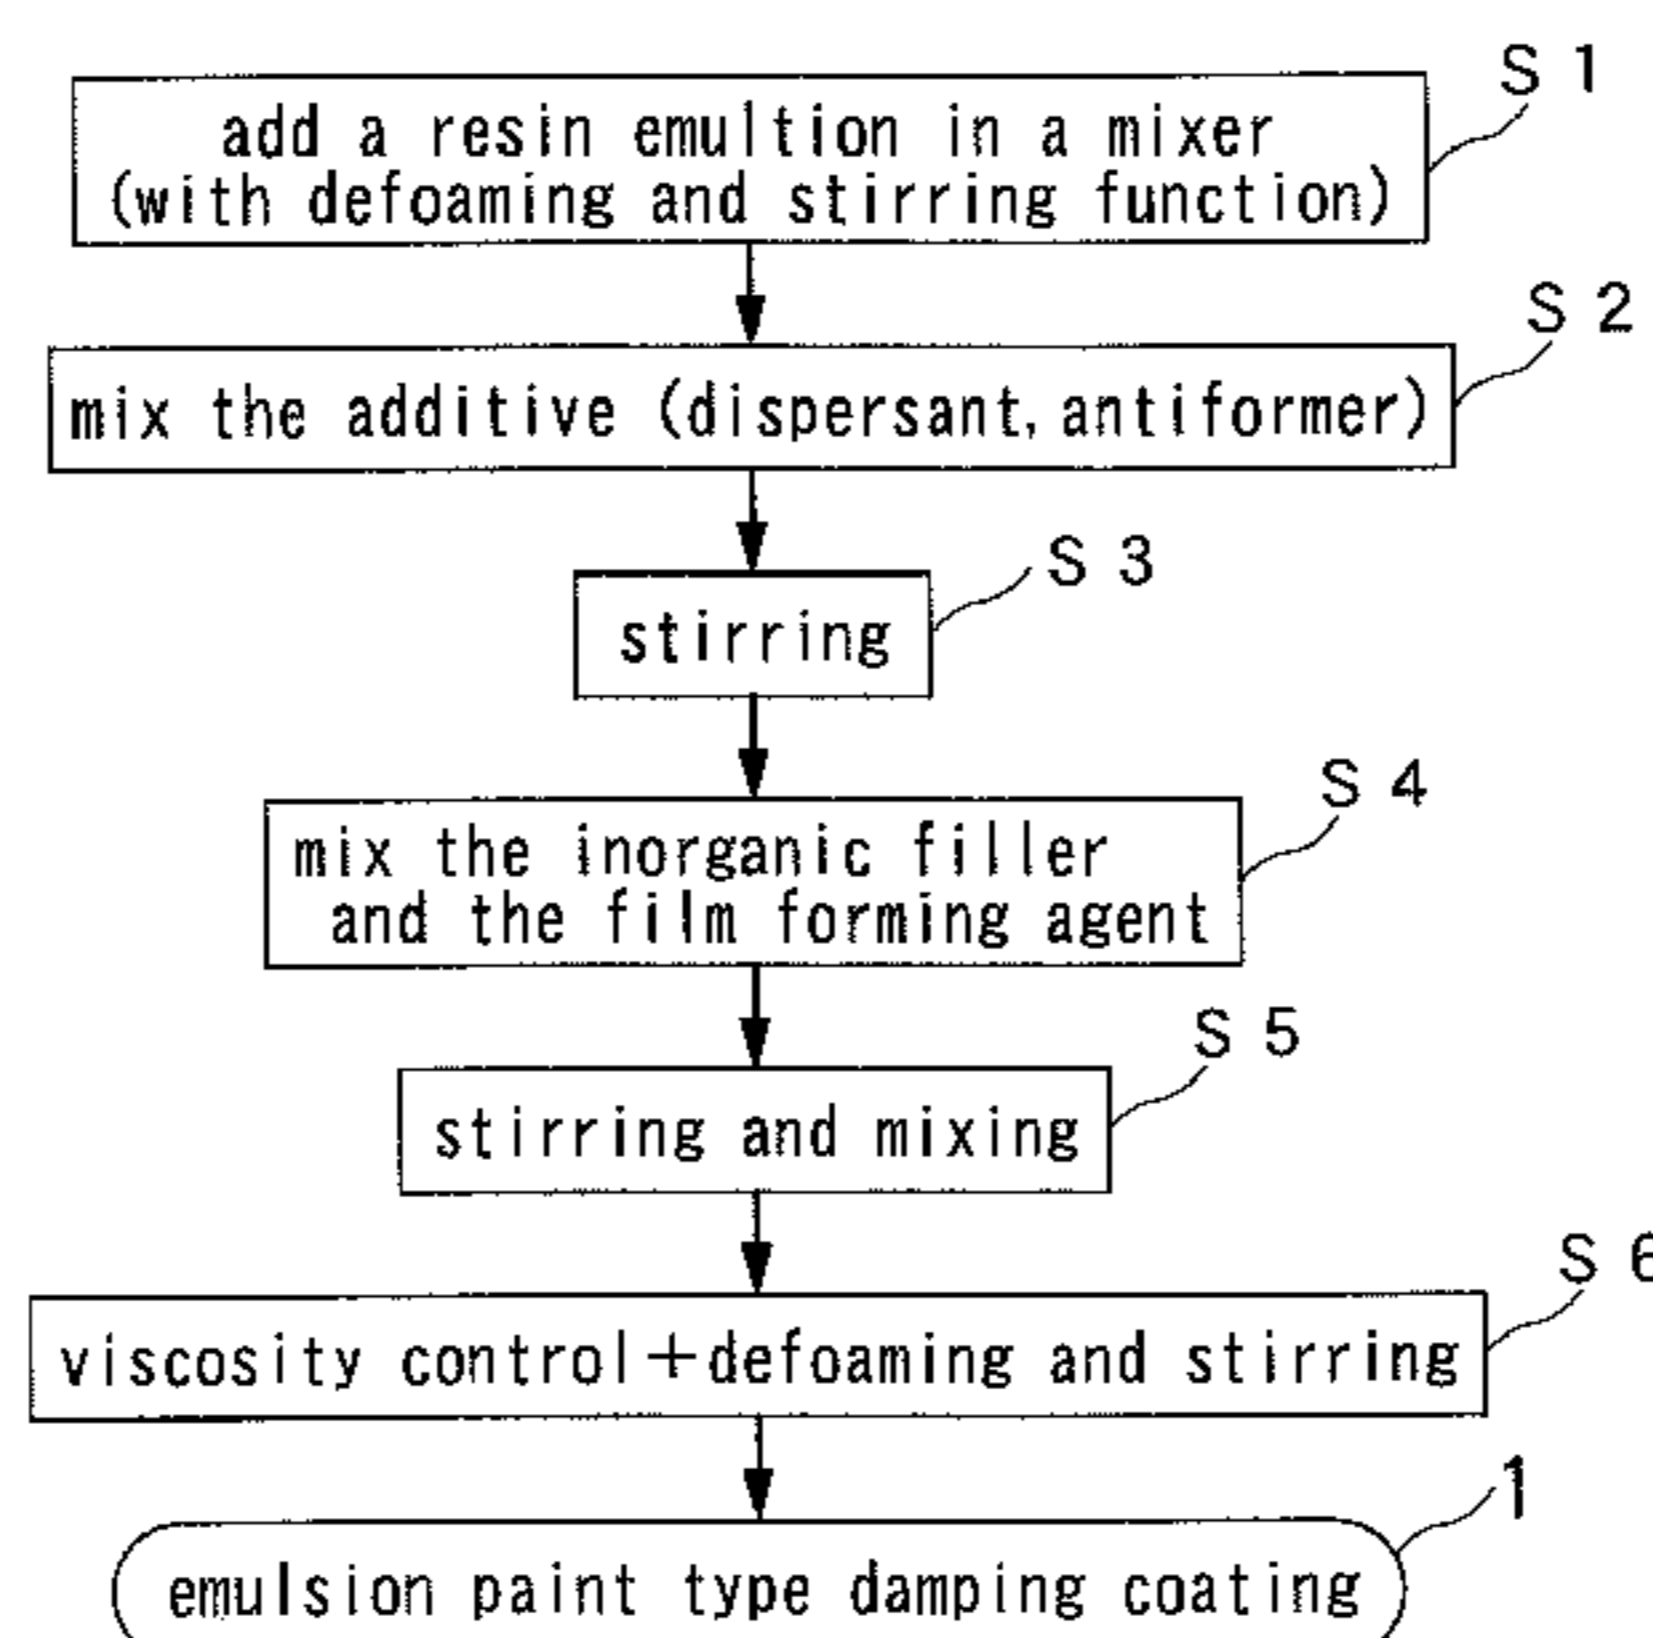 S 1
add a resin emultion in a mixer
(with defoaming and stirring function)
S 2
mix the additive (dispersant, antiformer)
S 3
stirring
S 4
mix the inorganic filler
and the film forming agent
S 5
stirring and mixing
S 6
viscosity control+defoaming and stirring
1
emulsion paint type damping coating